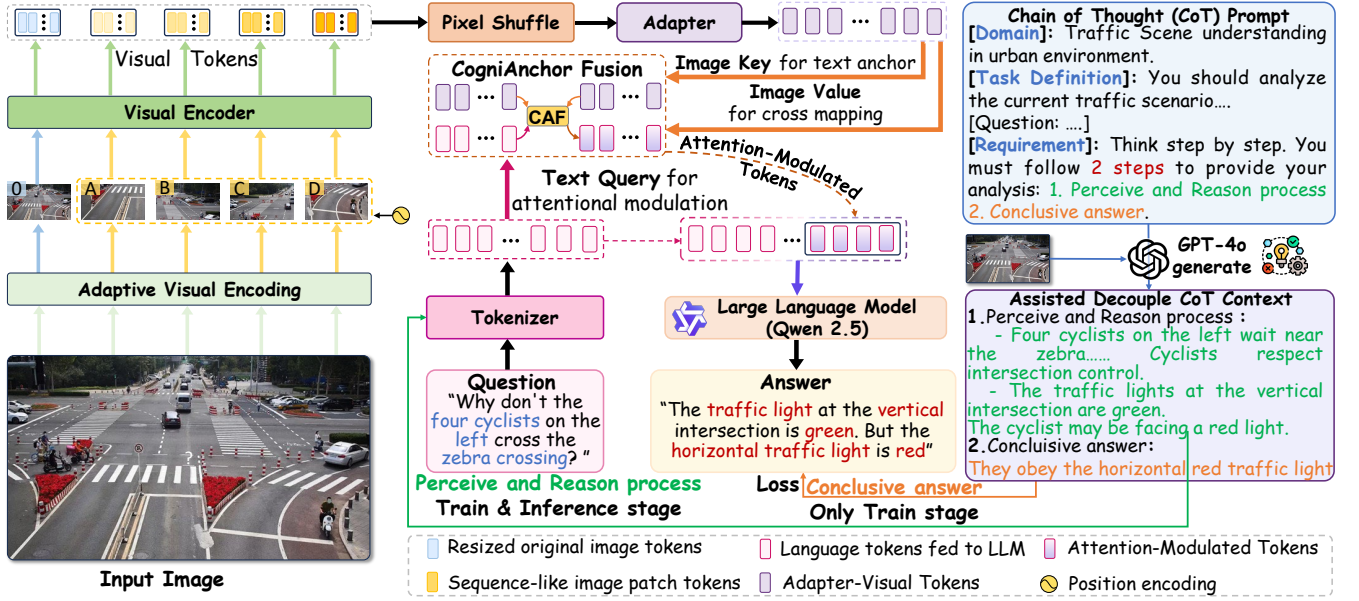 Visual Tokens
Visual Encoder
0
A
B
C
D
Adaptive Visual Encoding
Input Image
Pixel Shuffle
Adapter
CogniAnchor Fusion
CAF
Image Key for text anchor
Image Value
for cross mapping
Attention-Modulated
Tokens
Text Query for
attentional modulation
Tokenizer
Large Language Model
(Qwen 2.5)
Question
“Why don't the
four cyclists on the
left cross the
zebra crossing? ”
Answer
“The traffic light at the vertical
intersection is green. But the
horizontal traffic light is red”
Perceive and Reason process
Train & Inference stage
Loss
Conclusive answer
Only Train stage
Chain of Thought (CoT) Prompt
[Domain]: Traffic Scene understanding
in urban environment.
[Task Definition]: You should analyze
the current traffic scenario....
[Question: ....]
[Requirement]: Think step by step. You
must follow 2 steps to provide your
analysis: 1. Perceive and Reason process
2. Conclusive answer.
GPT-4o
generate
Assisted Decouple CoT Context
1.Perceive and Reason process :
- Four cyclists on the left wait near
the zebra...... Cyclists respect
intersection control.
- The traffic lights at the vertical
intersection are green.
The cyclist may be facing a red light.
2.Concluisive answer:
They obey the horizontal red traffic light
Resized original image tokens
Language tokens fed to LLM
Attention-Modulated Tokens
Sequence-like image patch tokens
Adapter-Visual Tokens
Position encoding